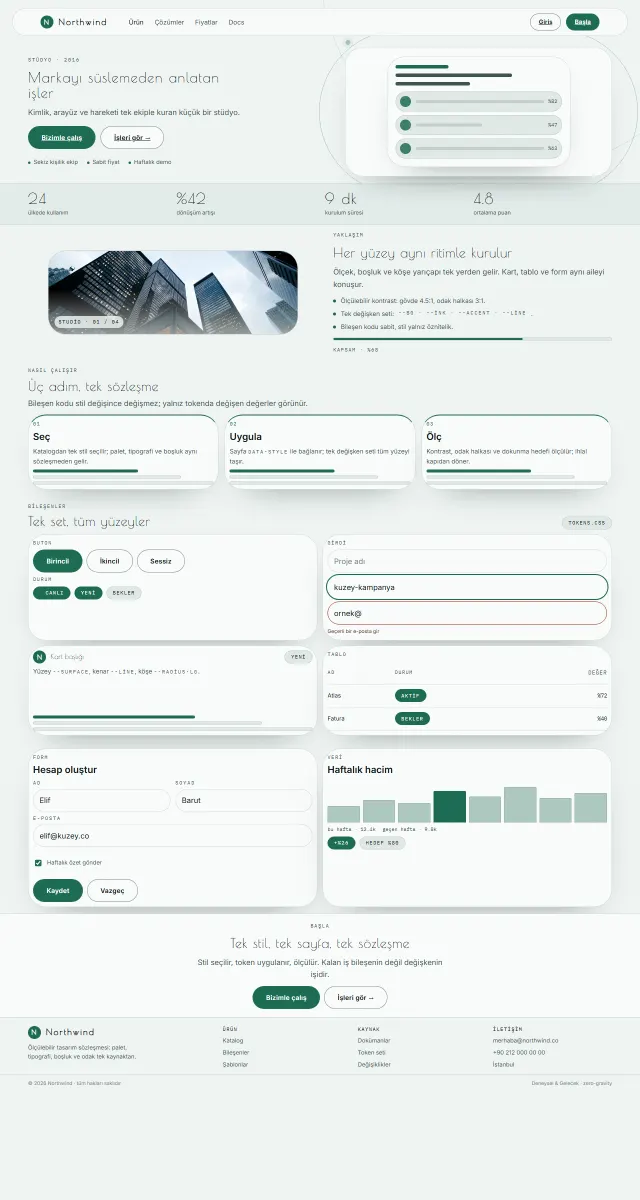 N Northwind Ürün Çözümler Fiyatlar Docs Giriş Başla
STÜDYO · 2016
Markayı süslemeden anlatan
işler
Kimlik, arayüz ve hareketi tek ekiple kuran küçük bir stüdyo.
Bizimle çalış İşleri gör →
Sekiz kişilik ekip Sabit fiyat Haftalık demo
%82
%47
24 %42 9 dk 4.8
ülkede kullanım dönüşüm artışı kurulum süresi ortalama puan
STUDIO · 01 / 04
YAKLAŞIM
Her yüzey aynı ritimle kurulur
Ölçek, boşluk ve köşe yarıçapı tek yerden gelir. Kart, tablo ve form aynı aileyi
konuşur.
Ölçülebilir kontrast: gövde 4.5:1, odak halkası 3:1.
Tek değişken seti: --BG · --INK · --ACCENT · --LINE .
Bileşen kodu sabit, stil yalnız öznitelik.
KAPSAM · %68
NASIL ÇALIŞIR
Üç adım, tek sözleşme
Bileşen kodu stil değişince değişmez; yalnız tokenda değişen değerler görünür.
01
Seç
Katalogdan tek stil seçilir; palet, tipografi ve boşluk aynı
sözleşmeden gelir.
02
Uygula
Sayfa DATA-STYLE ile bağlanır; tek değişken seti tüm yüzeyi
taşır.
03
Ölç
Kontrast, odak halkası ve dokunma hedefi ölçülür; ihlal
kapıdan döner.
BİLEŞENLER
Tek set, tüm yüzeyler
TOKENS.CSS
BUTON
Birincil İkincil Sessiz
DURUM
CANLI YENİ BEKLER
GİRDİ
Proje adı
kuzey-kampanya
ornek@
Geçerli bir e-posta gir
N Kart başlığı YENİ
Yüzey --SURFACE, kenar --LINE, köşe --RADIUS-LG.
TABLO
AD DURUM DEĞER
Atlas AKTİF %72
Fatura BEKLER %40
FORM
Hesap oluştur
AD SOYAD
Elif Barut
E-POSTA
elif@kuzey.co
Haftalık özet gönder
Kaydet Vazgeç
VERİ
Haftalık hacim
bu hafta 12.4k geçen hafta 9.8k
HEDEF %80
BAŞLA
Tek stil, tek sayfa, tek sözleşme
Stil seçilir, token uygulanır, ölçülür. Kalan iş bileşenin değil değişkenin
işidir.
Bizimle çalış İşleri gör →
N Northwind
Ölçülebilir tasarım sözleşmesi: palet,
tipografi, boşluk ve odak tek kaynaktan.
ÜRÜN
Katalog
Bileşenler
Şablonlar
KAYNAK
Dokümanlar
Token seti
Değişiklikler
İLETİŞİM
merhaba@northwind.co
+90 212 000 00 00
İstanbul
© 2026 Northwind · tüm hakları saklıdır
Deneysel & Gelecek · zero-gravity